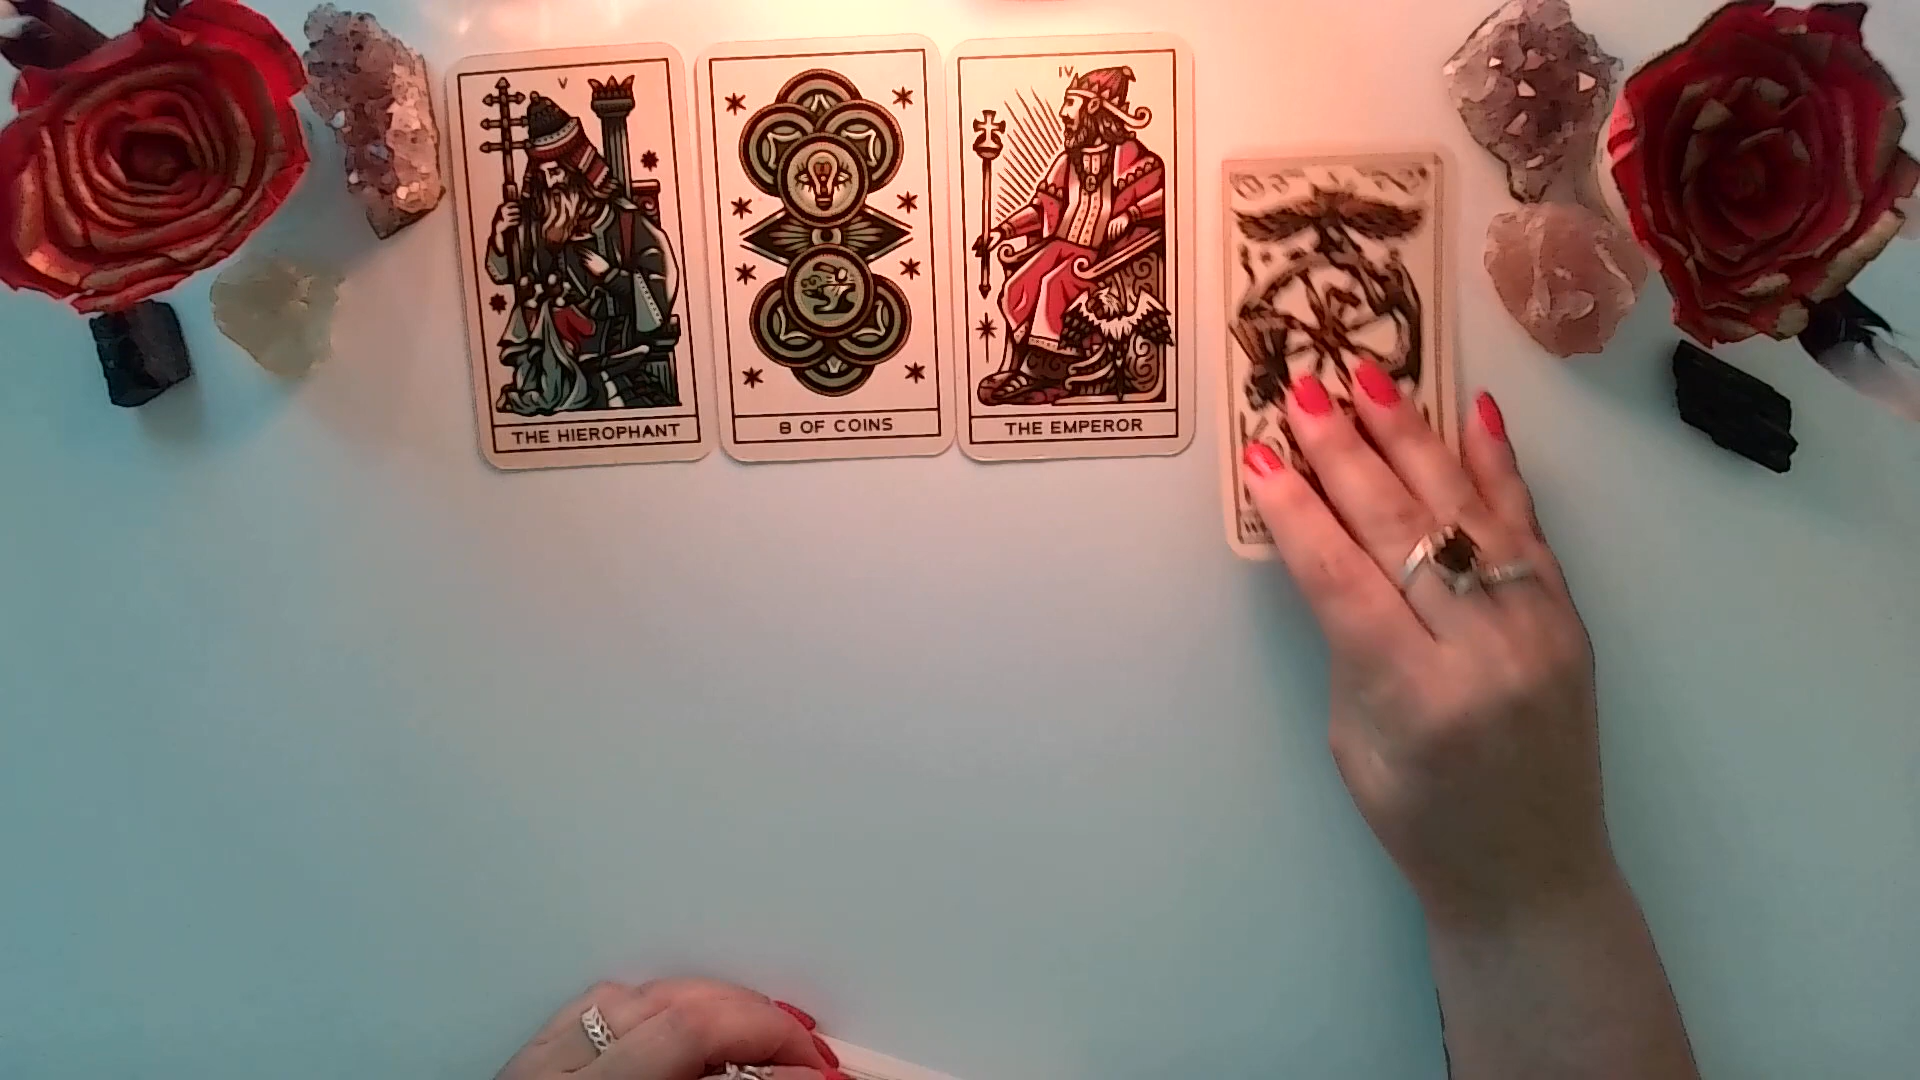 V
THE HIEROPHANT
8 OF COINS
IV
THE EMPEROR